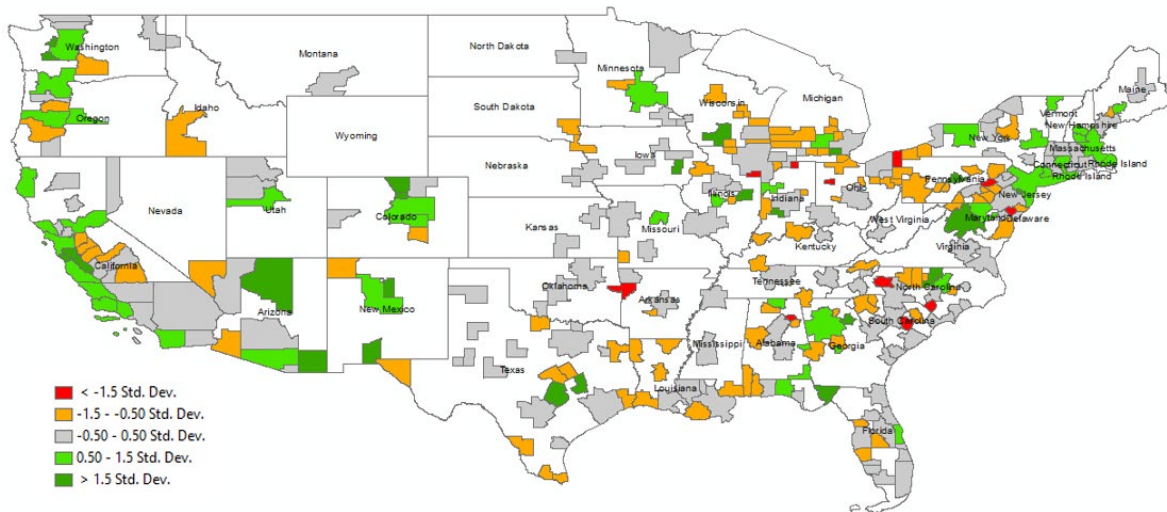 Washington
Montana
North Dakota
Minnesota
Maine
Oregon
Idaho
South Dakota
Wisconsin
Michigan
Vermont
New Hampshire
New York
Massachusetts
Wyoming
Connecticut
Rhode Island
Rhode Island
Iowa
Nebraska
Pennsylvania
New Jersey
Nevada
Utah
Colorado
Illinois
Indiana
Ohio
Maryland
Delaware
West Virginia
Kansas
Missouri
Kentucky
Virginia
California
Oklahoma
Tennessee
North Carolina
Arizona
New Mexico
Arkansas
South Carolina
Mississippi
Alabama
Georgia
Texas
Louisiana
Florida
< -1.5 Std. Dev.
-1.5 - -0.50 Std. Dev.
-0.50 - 0.50 Std. Dev.
0.50 - 1.5 Std. Dev.
> 1.5 Std. Dev.